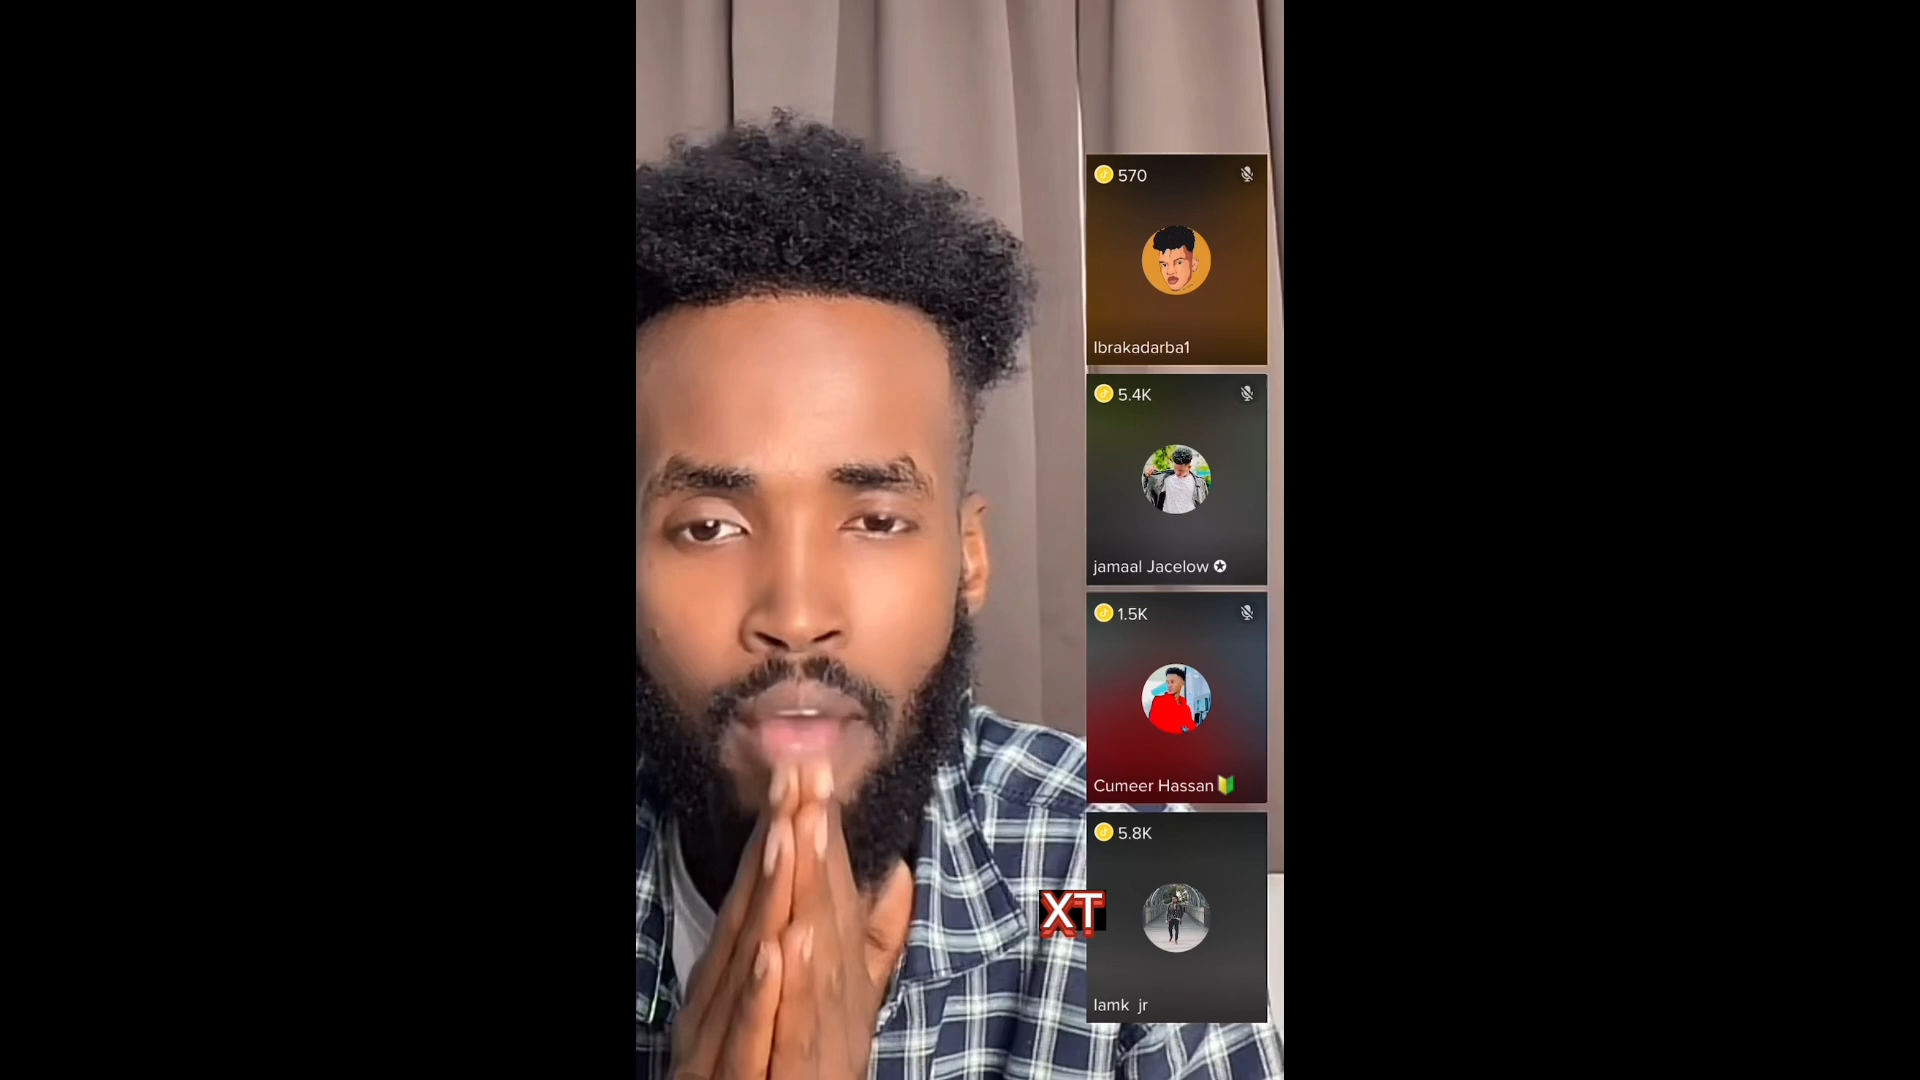 570
Ibrakadarba1
5.4K
jamaal Jacelow
1.5K
Cumeer Hassan
5.8K
XT
Iamk jr